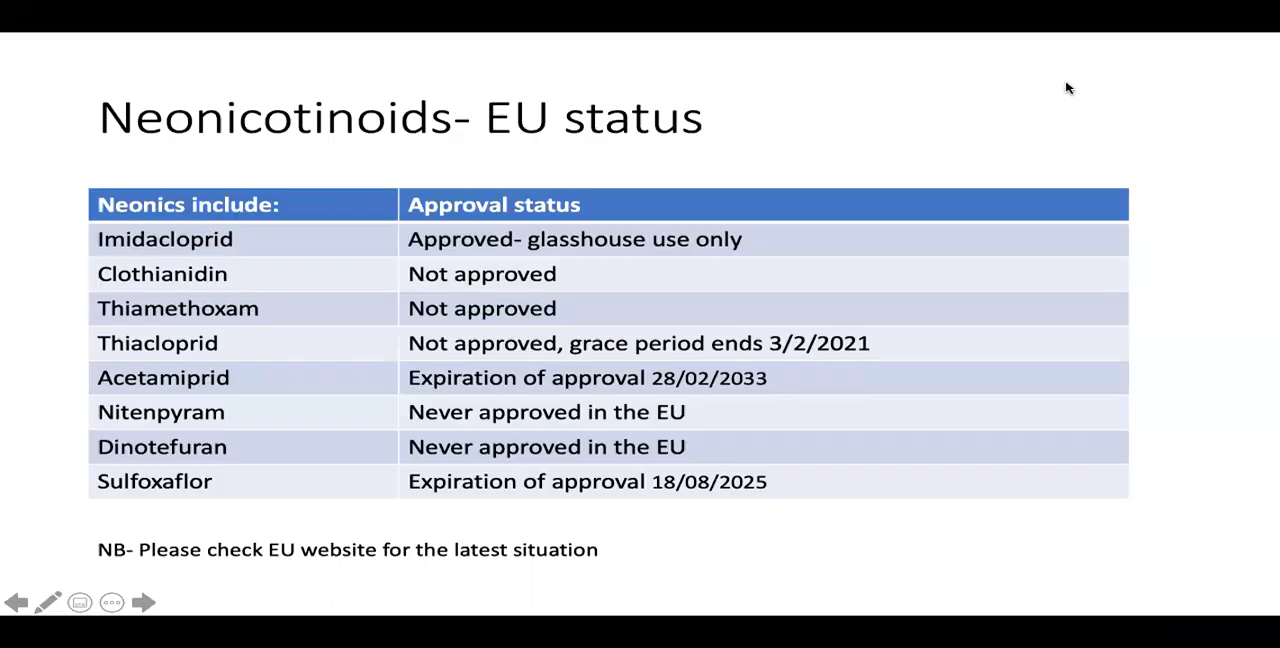 Neonicotinoids- EU status
Neonics include: Approval status
Imidacloprid Approved- glasshouse use only
Clothianidin Not approved
Thiamethoxam Not approved
Thiacloprid Not approved, grace period ends 3/2/2021
Acetamiprid Expiration of approval 28/02/2033
Nitenpyram Never approved in the EU
Dinotefuran Never approved in the EU
Sulfoxaflor Expiration of approval 18/08/2025
NB- Please check EU website for the latest situation